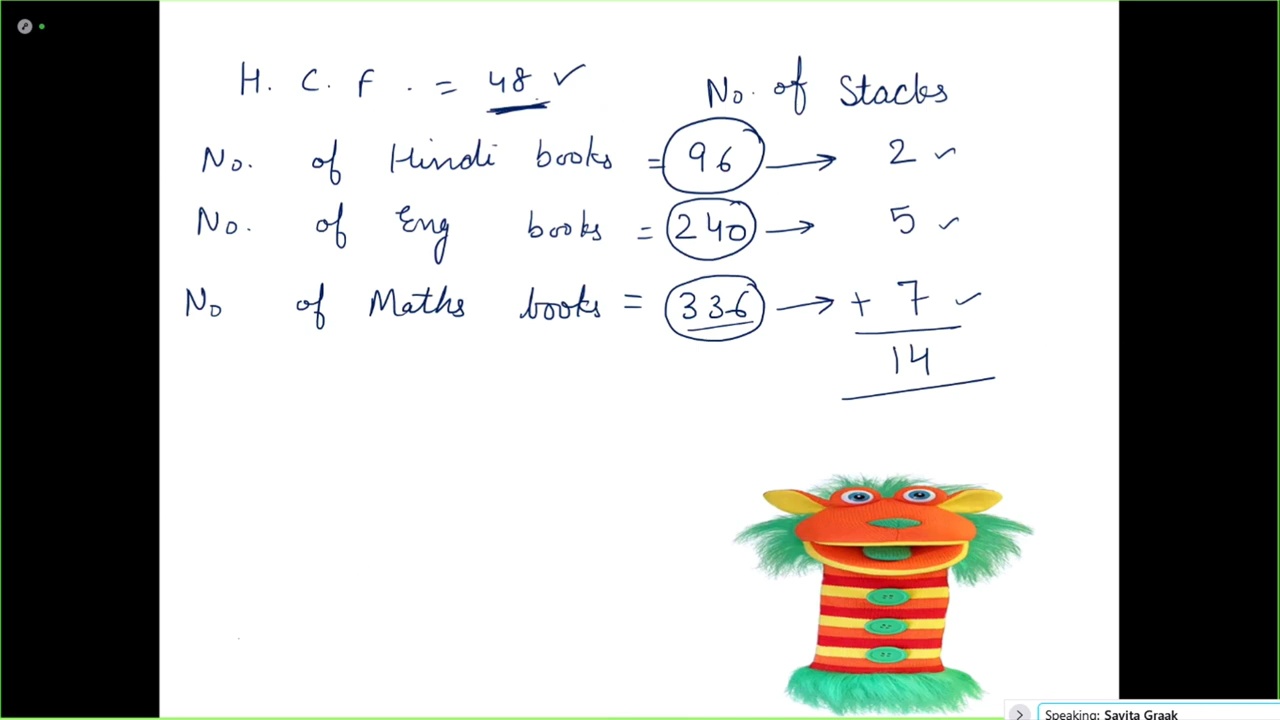 H. C. F. = 48 ✓
No. of Stacks
No. of Hindi books = 96 → 2 ✓
No. of Eng books = 240 → 5 ✓
No of Maths books = 336 → + 7 ✓
14
Speaking: Savita Graak